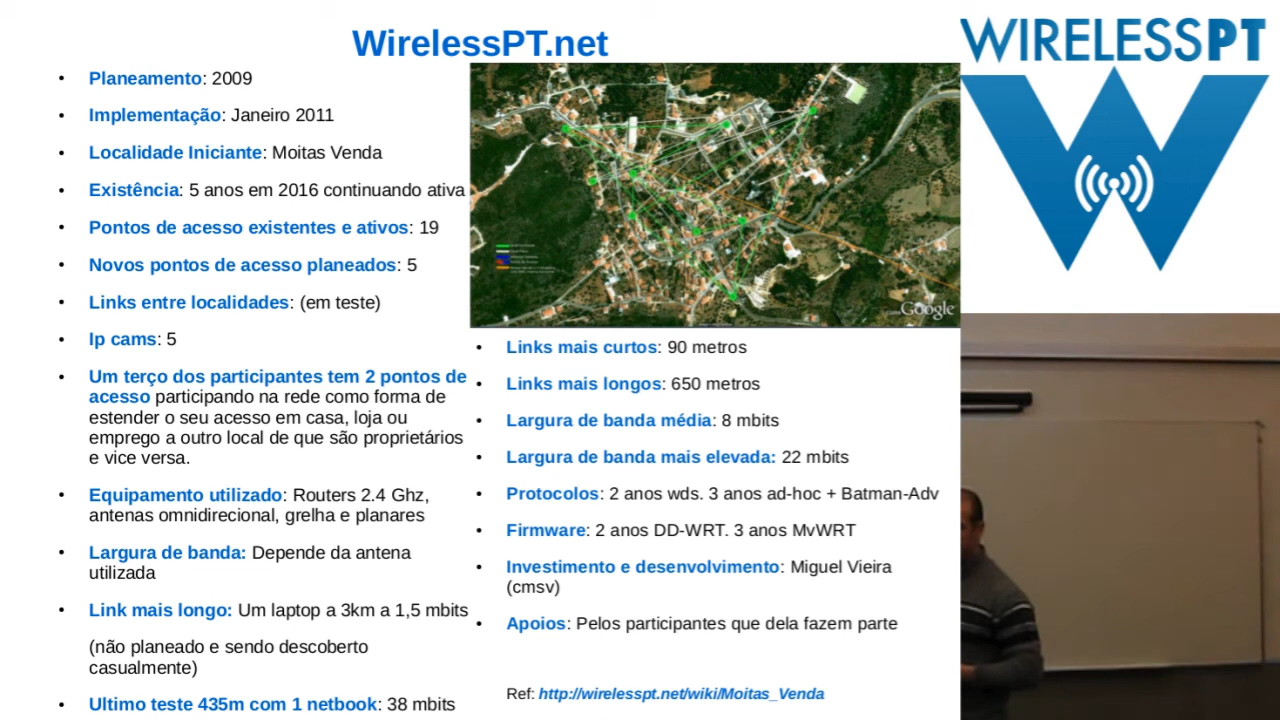 WirelessPT.net
• Planeamento: 2009
• Implementação: Janeiro 2011
• Localidade Iniciante: Moitas Venda
• Existência: 5 anos em 2016 continuando ativa
• Pontos de acesso existentes e ativos: 19
• Novos pontos de acesso planeados: 5
• Links entre localidades: (em teste)
• Ip cams: 5
• Um terço dos participantes tem 2 pontos de
acesso participando na rede como forma de
estender o seu acesso em casa, loja ou
emprego a outro local de que são proprietários
e vice versa.
• Equipamento utilizado: Routers 2.4 Ghz,
antenas omnidirecional, grelha e planares
• Largura de banda: Depende da antena
utilizada
• Link mais longo: Um laptop a 3km a 1,5 mbits
(não planeado e sendo descoberto
casualmente)
• Ultimo teste 435m com 1 netbook: 38 mbits
Google
• Links mais curtos: 90 metros
• Links mais longos: 650 metros
• Largura de banda média: 8 mbits
• Largura de banda mais elevada: 22 mbits
• Protocolos: 2 anos wds. 3 anos ad-hoc + Batman-Adv
• Firmware: 2 anos DD-WRT. 3 anos MvWRT
• Investimento e desenvolvimento: Miguel Vieira
(cmsv)
• Apoios: Pelos participantes que dela fazem parte
Ref: http://wirelesspt.net/wiki/Moitas_Venda
WIRELESSPT